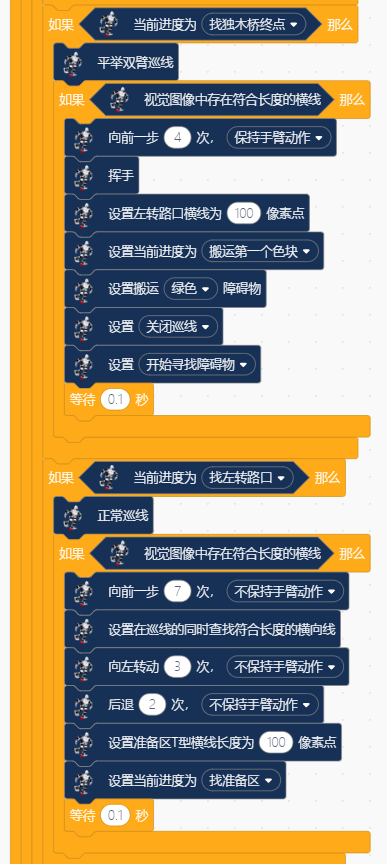 如果 当前进度为 找独木桥终点 那么
平举双臂巡线
如果 视觉图像中存在符合长度的横线 那么
向前一步 4 次， 保持手臂动作
挥手
设置左转路口横线为 100 像素点
设置当前进度为 搬运第一个色块
设置搬运 绿色 障碍物
设置 关闭巡线
设置 开始寻找障碍物
等待 0.1 秒
如果 当前进度为 找左转路口 那么
正常巡线
如果 视觉图像中存在符合长度的横线 那么
向前一步 7 次， 不保持手臂动作
设置在巡线的同时查找符合长度的横向线
向左转动 3 次， 不保持手臂动作
后退 2 次， 不保持手臂动作
设置准备区T型横线长度为 100 像素点
设置当前进度为 找准备区
等待 0.1 秒